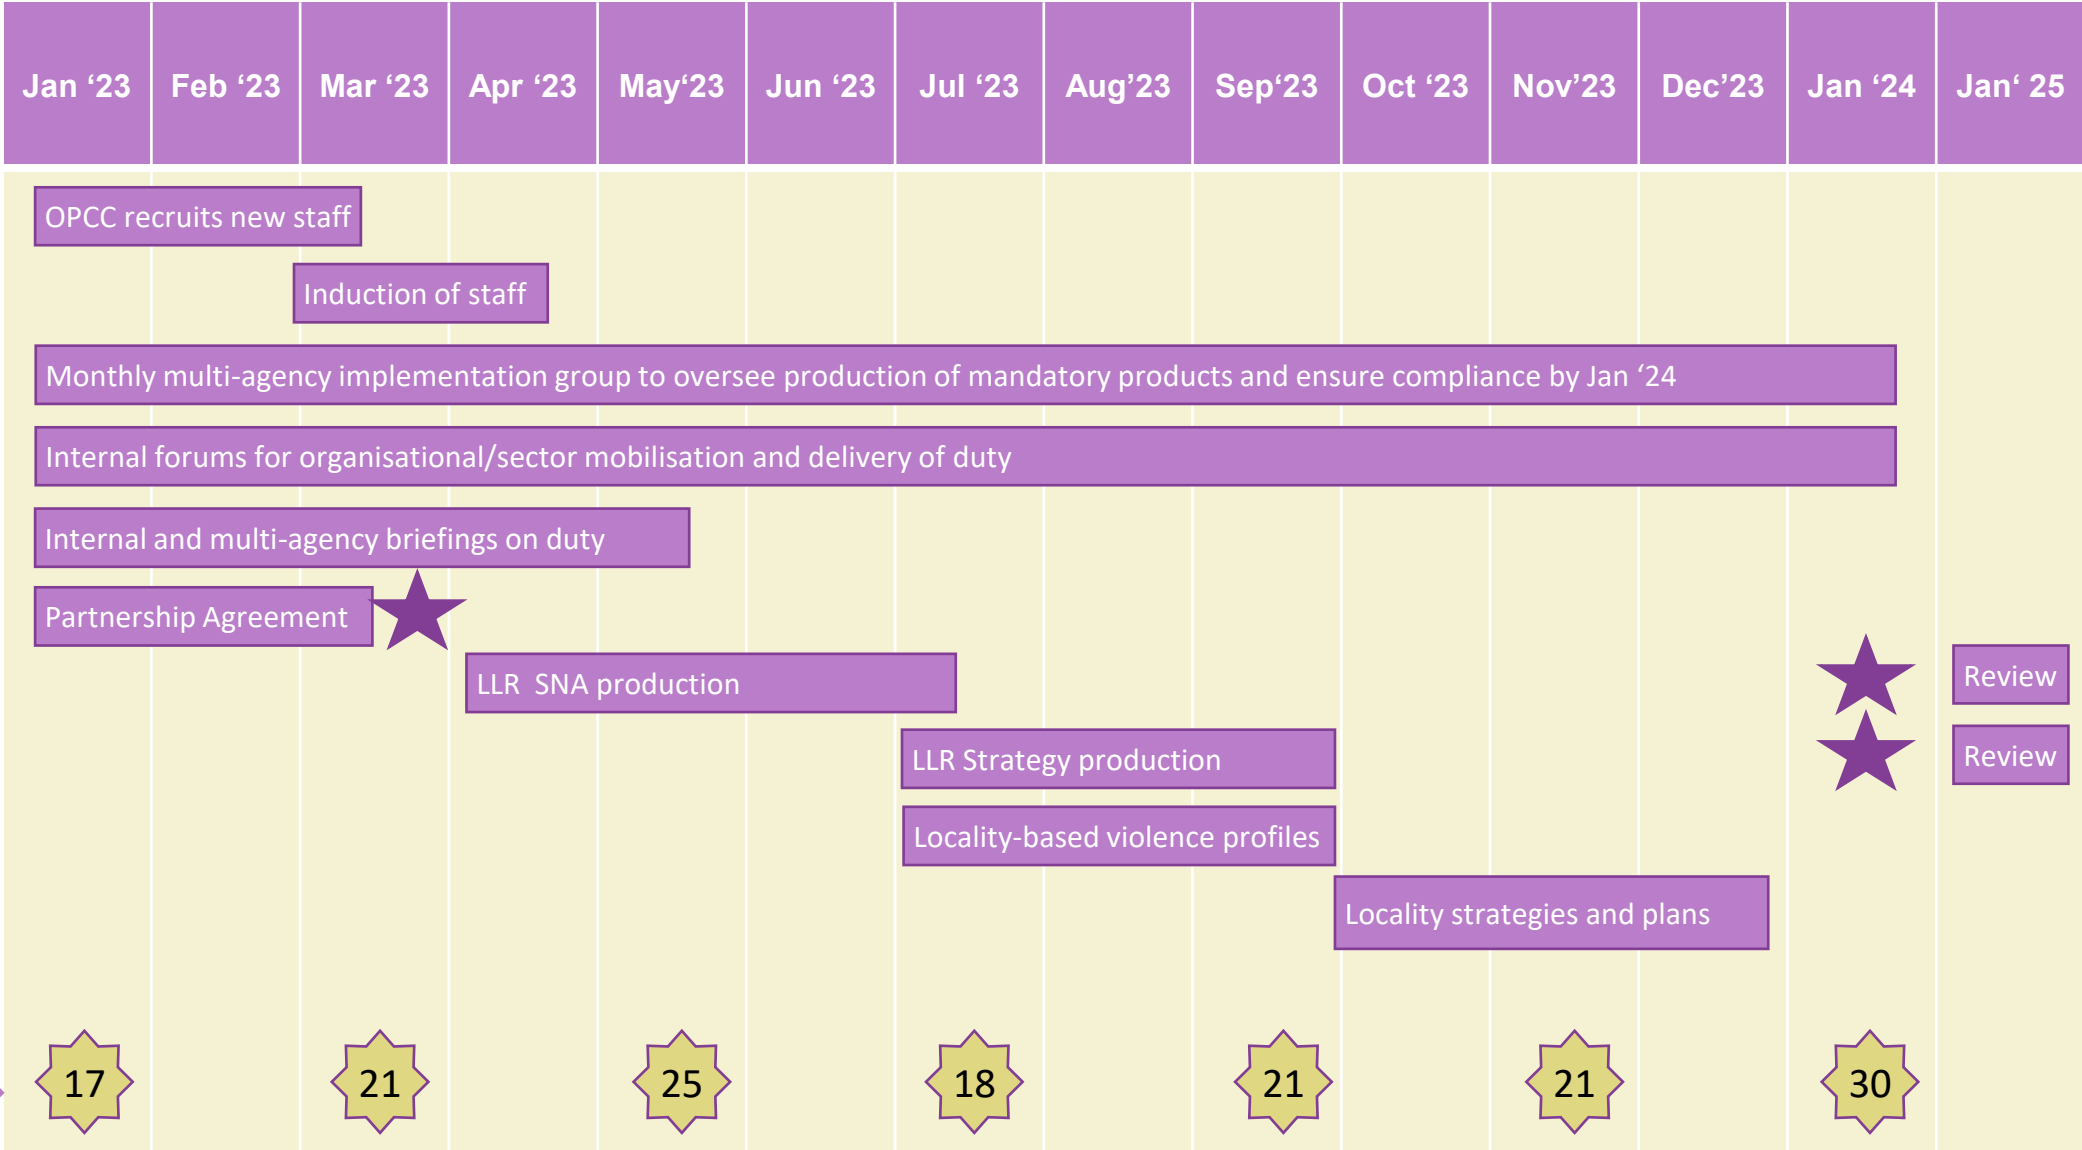 Jan ‘23 Feb ‘23 Mar ‘23 Apr ‘23 May‘23 Jun ‘23 Jul ‘23 Aug’23 Sep‘23 Oct ‘23 Nov’23 Dec’23 Jan ‘24 Jan‘ 25
OPCC recruits new staff
Induction of staff
Monthly multi-agency implementation group to oversee production of mandatory products and ensure compliance by Jan ‘24
Internal forums for organisational/sector mobilisation and delivery of duty
Internal and multi-agency briefings on duty
Partnership Agreement
LLR  SNA production
Review
LLR Strategy production
Review
Locality-based violence profiles
Locality strategies and plans
17 21 25 18 21 21 30